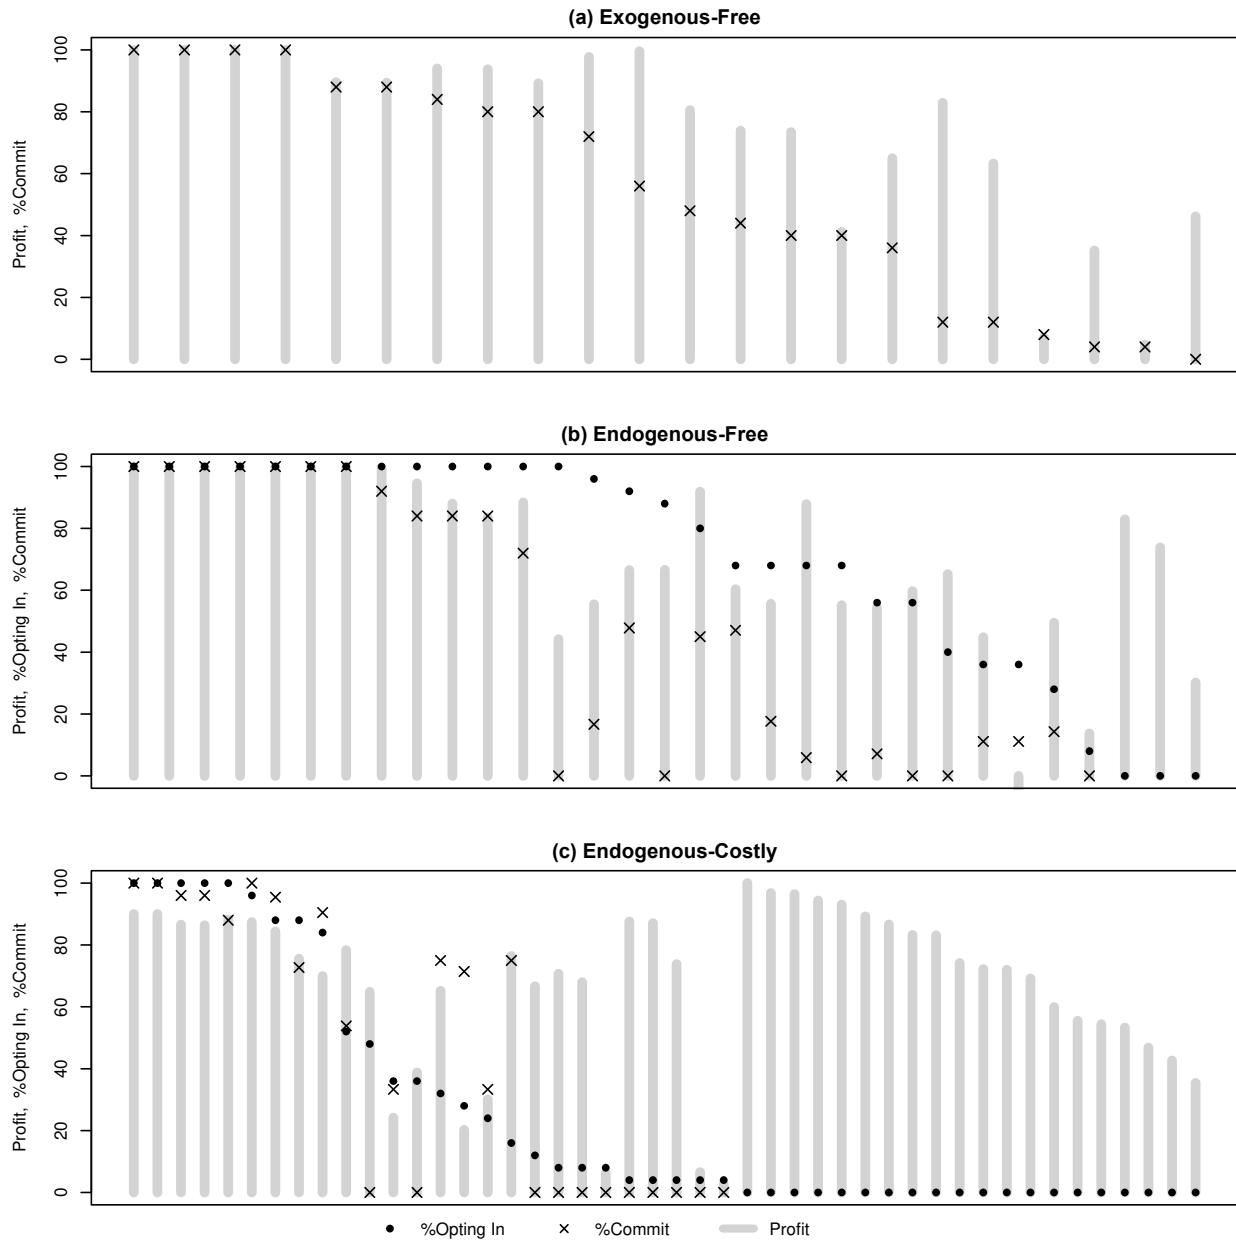 (a) Exogenous-Free
Profit, %Commit
100
80
60
40
20
0
(b) Endogenous-Free
Profit, %Opting In, %Commit
100
80
60
40
20
0
(c) Endogenous-Costly
Profit, %Opting In, %Commit
100
80
60
40
20
0
%Opting In %Commit Profit